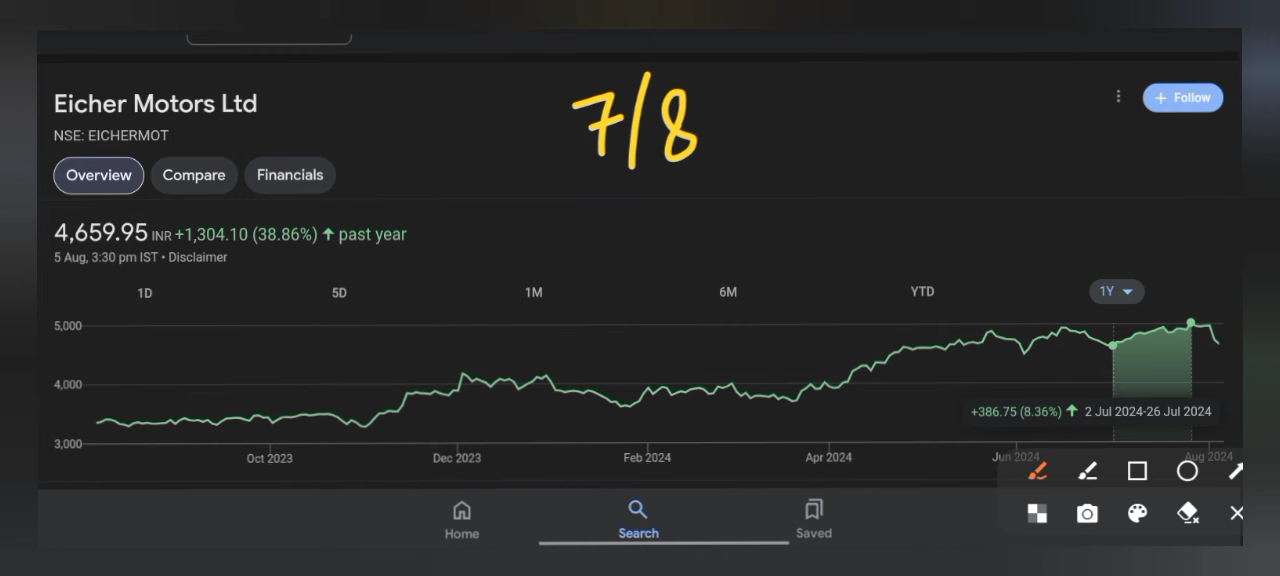 7/8
Eicher Motors Ltd
+ Follow
NSE: EICHERMOT
Overview Compare Financials
4,659.95 INR +1,304.10 (38.86%) ↑ past year
5 Aug, 3:30 pm IST • Disclaimer
1D 5D 1M 6M YTD 1Y
5,000
4,000
+386.75 (8.36%) ↑ 2 Jul 2024-26 Jul 2024
3,000
Oct 2023 Dec 2023 Feb 2024 Apr 2024 Jun 2024 Aug 2024
Home Search Saved